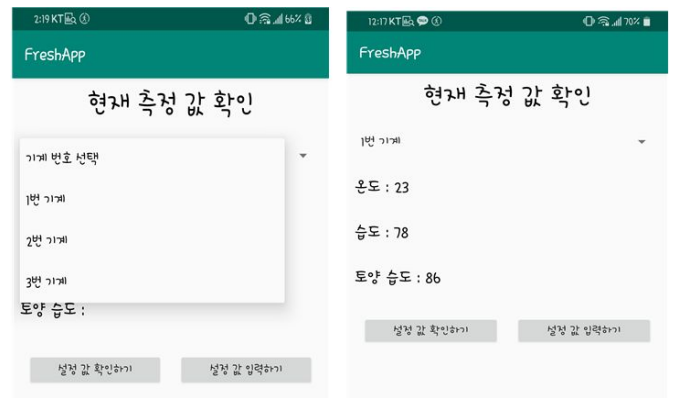 2:19 KT
66%
FreshApp
현재 측정 값 확인
기계 번호 선택
1번 기계
2번 기계
3번 기계
토양 습도 :
설정 값 확인하기
설정 값 입력하기
12:17 KT
70%
FreshApp
현재 측정 값 확인
1번 기계
온도 : 23
습도 : 78
토양 습도 : 86
설정 값 확인하기
설정 값 입력하기